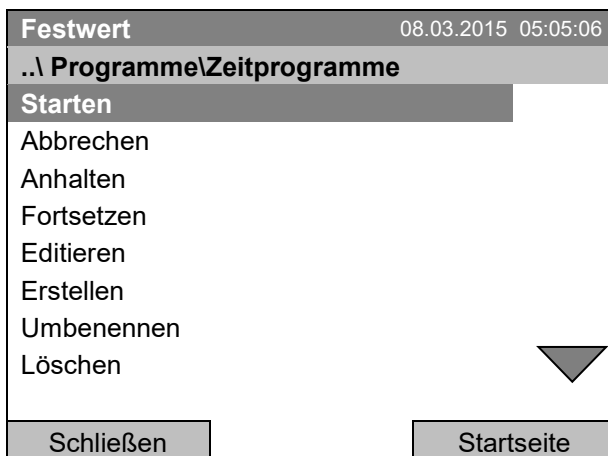 Festwert 08.03.2015 05:05:06
..\ Programme\Zeitprogramme
Starten
Abbrechen
Anhalten
Fortsetzen
Editieren
Erstellen
Umbenennen
Löschen
Schließen Startseite